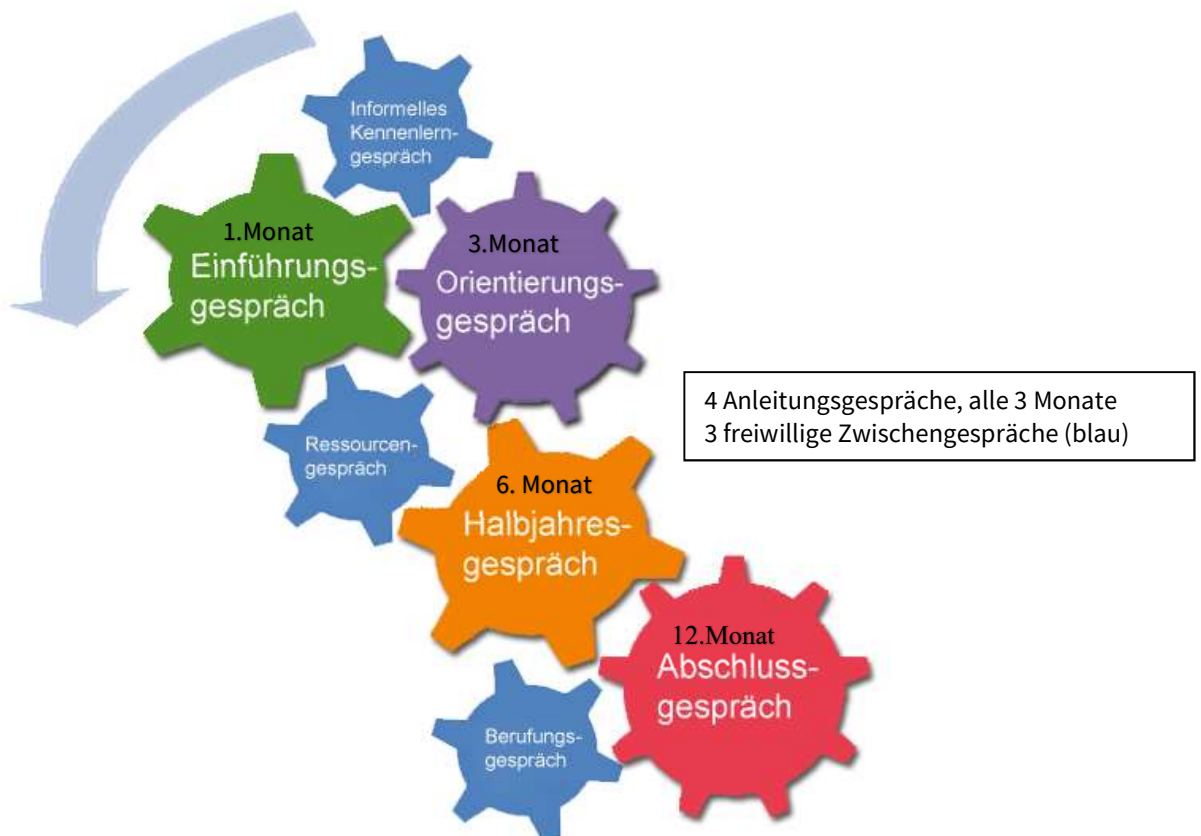 Informelles
Kennenlern-
gespräch
1.Monat
Einführungs-
gespräch
3.Monat
Orientierungs-
gespräch
4 Anleitungsgespräche, alle 3 Monate
3 freiwillige Zwischengespräche (blau)
Ressourcen-
gespräch
6. Monat
Halbjahres-
gespräch
12.Monat
Abschluss-
gespräch
Berufungs-
gespräch